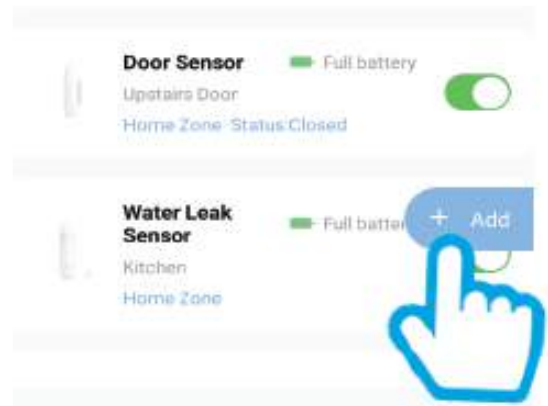 Door Sensor Full battery
Upstairs Door
Home Zone Status:Closed
Water Leak
Sensor
Full batter
+ Add
Kitchen
Home Zone